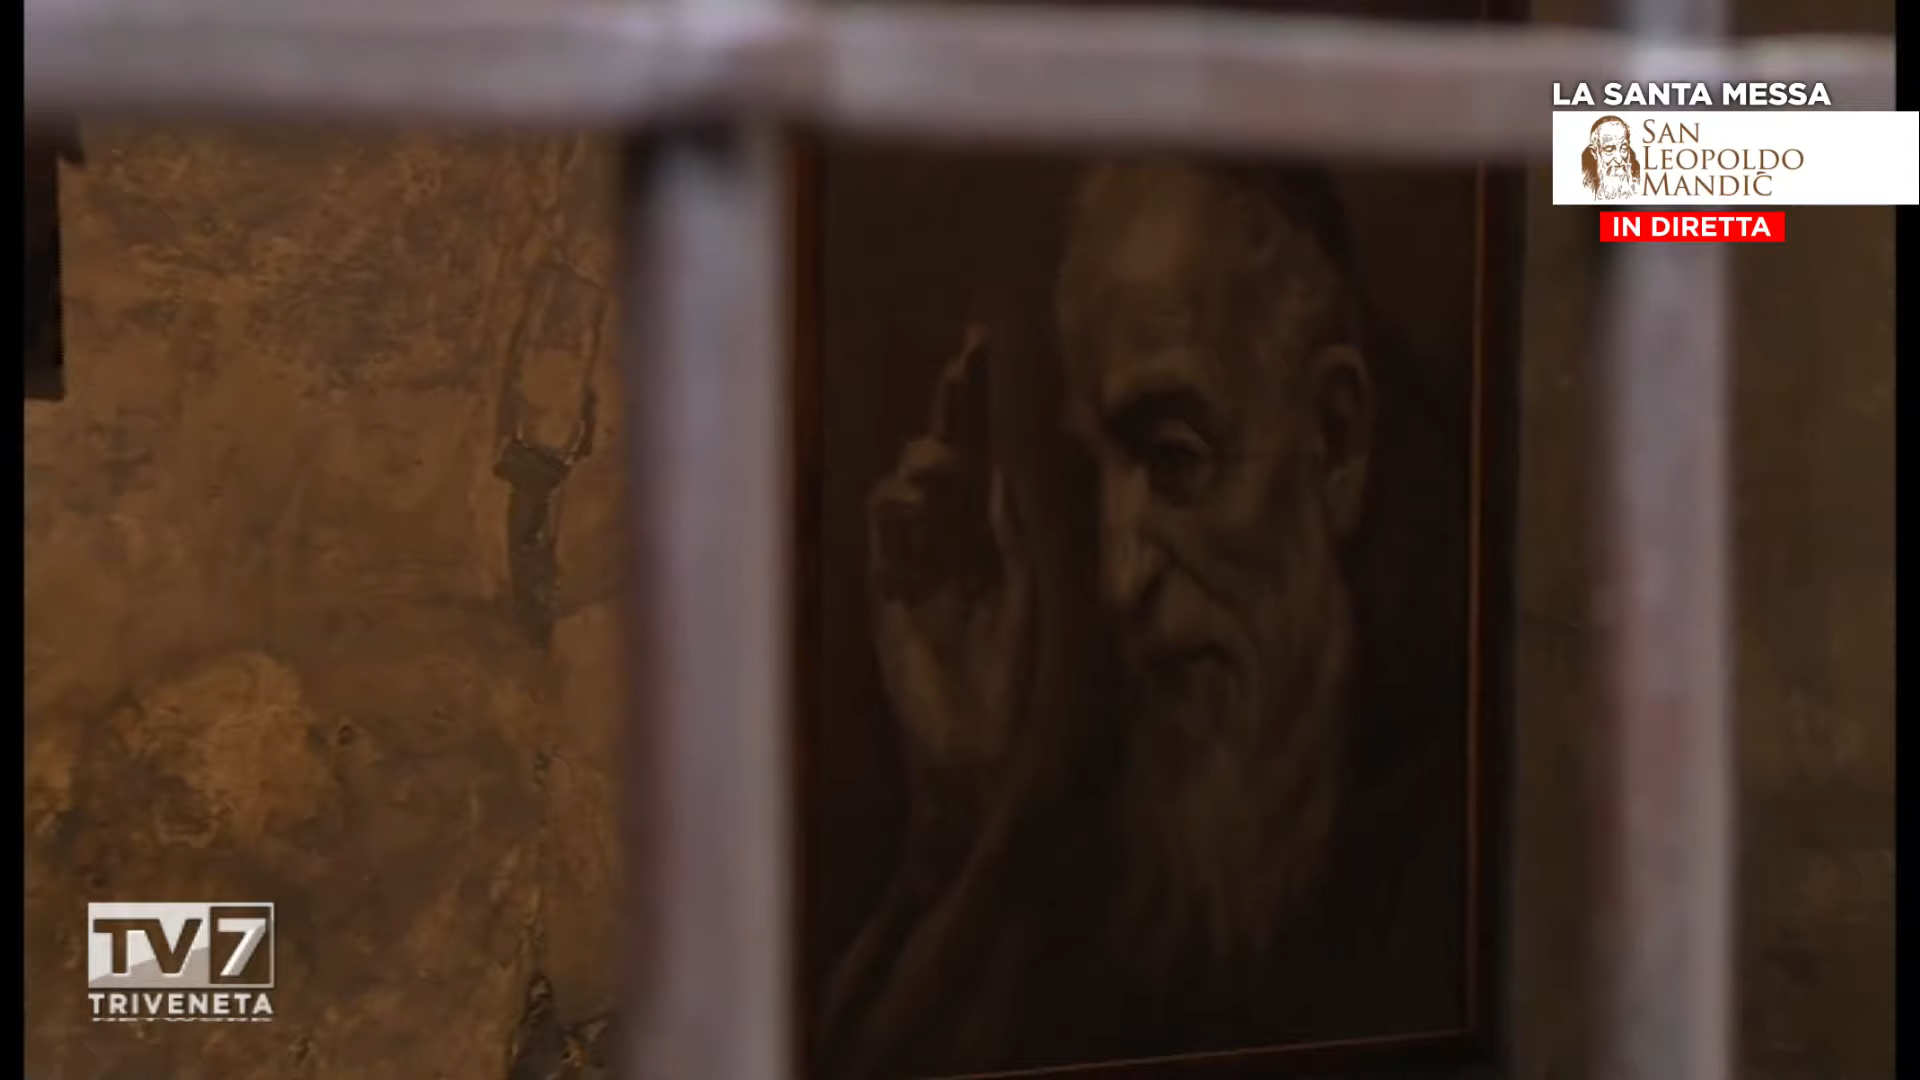 LA SANTA MESSA
SAN
LEOPOLDO
MANDIĆ
IN DIRETTA
TV7
TRIVENETA